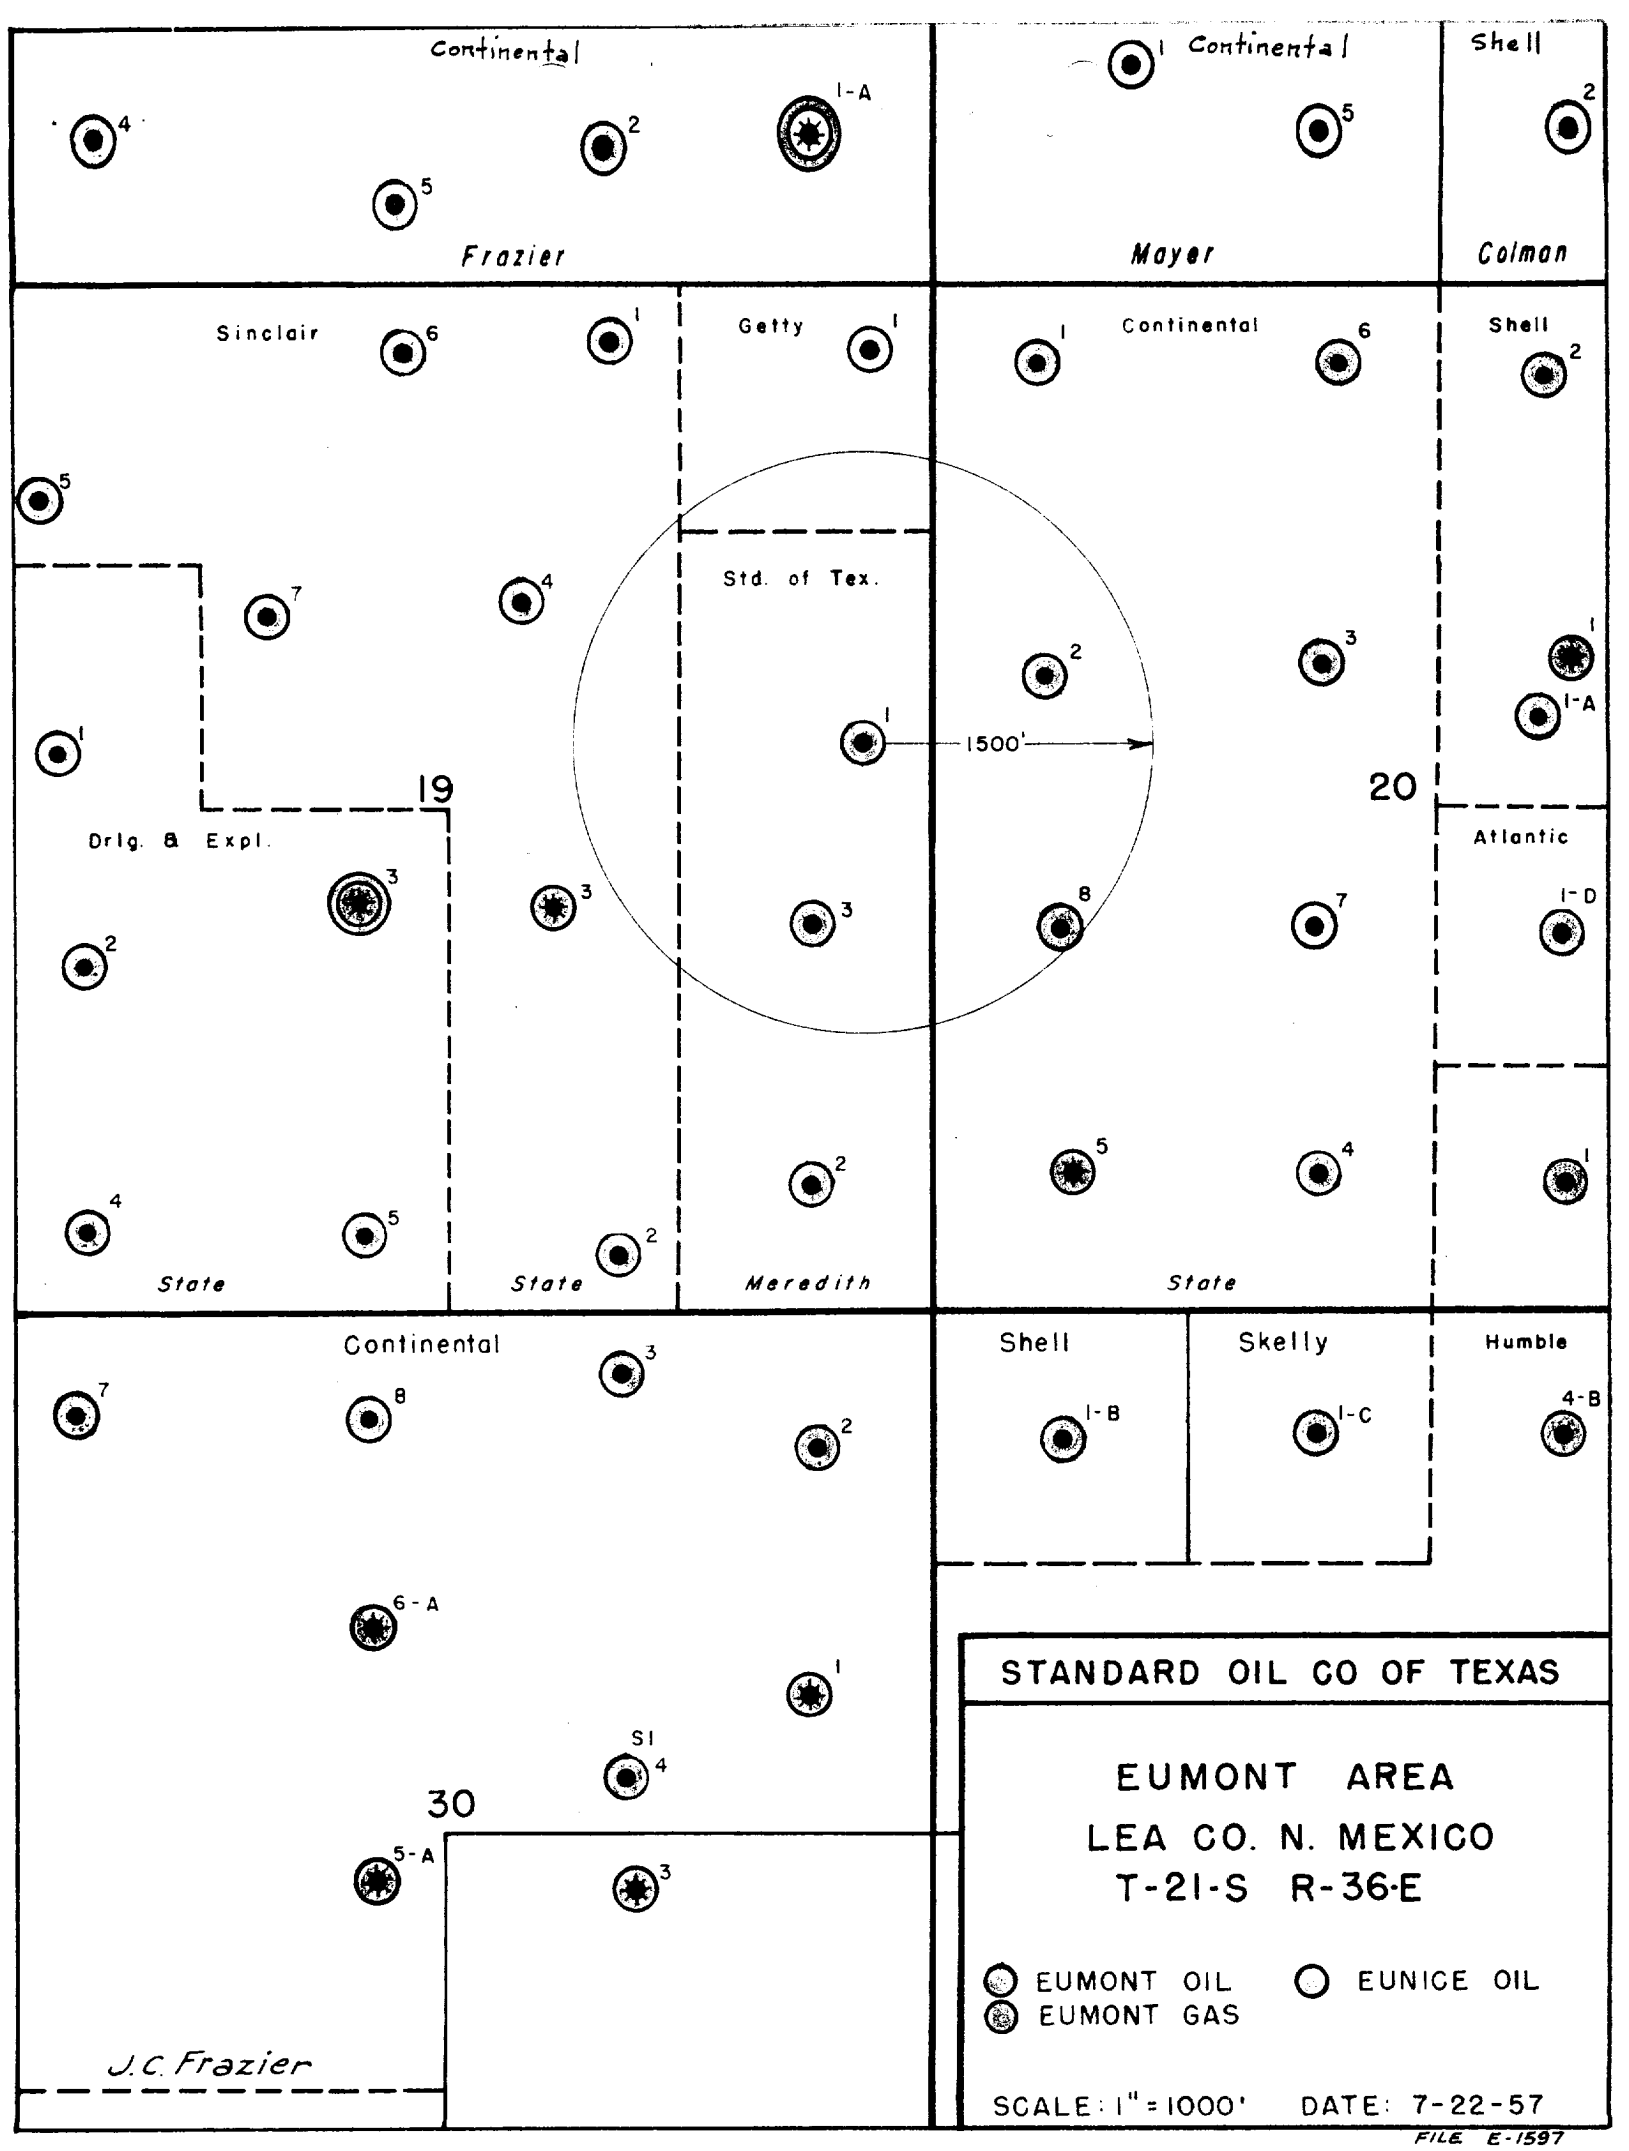 Continental
Continental
Shell
4
5
2
1-A
1
5
2
Frazier
Mayer
Colman
Sinclair
6
1
Getty
1
1
Continental
6
Shell
2
5
7
4
Std. of Tex.
2
3
1
1-A
1
1
1500'
19
20
Drlg. & Expl.
Atlantic
3
3
3
8
7
1-D
2
4
5
2
2
5
4
1
State
State
Meredith
State
Continental
Shell
Skelly
Humble
7
8
3
2
1-B
1-C
4-B
6-A
1
SI
4
30
5-A
3
J.C. Frazier
STANDARD OIL CO OF TEXAS
EUMONT AREA
LEA CO. N. MEXICO
T-21-S R-36-E
EUMONT OIL
EUNICE OIL
EUMONT GAS
SCALE: 1" = 1000'
DATE: 7-22-57
FILE E-1597